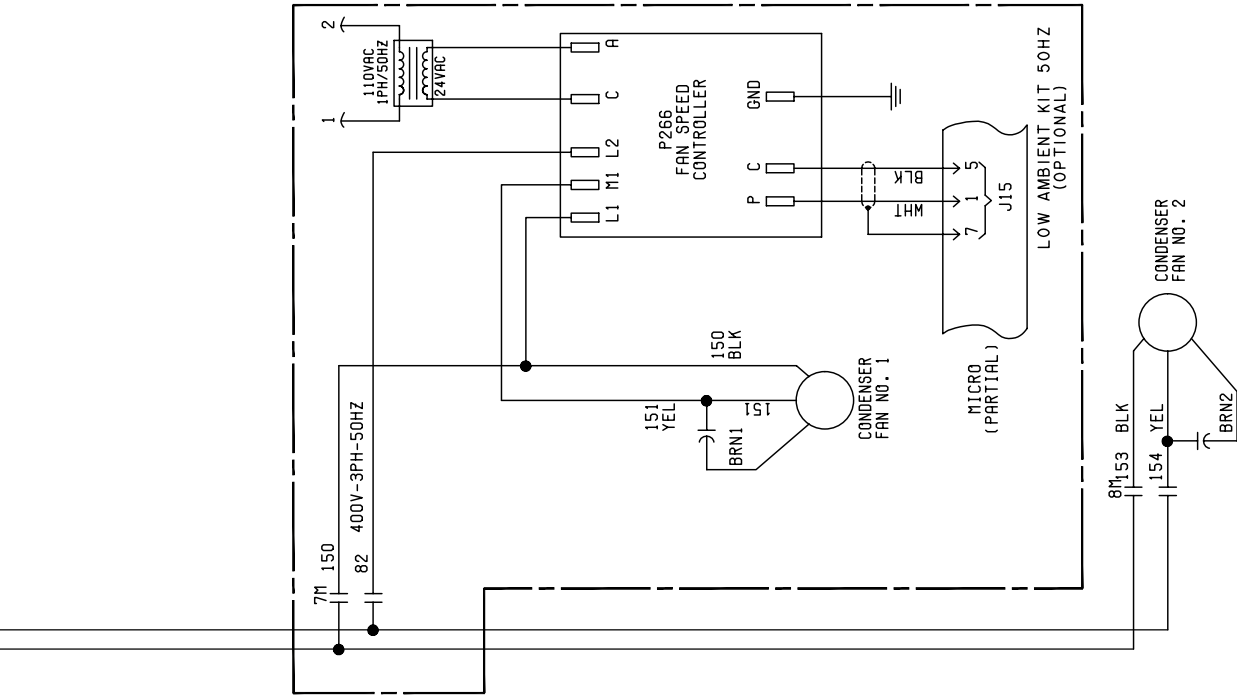 2
1
110VAC
1PH/50HZ
24VAC
A
C
L2
M1
L1
P266
FAN SPEED
CONTROLLER
GND
C
P
BLK
WHT
5
1
7
J15
LOW AMBIENT KIT 50HZ
(OPTIONAL)
MICRO
(PARTIAL)
150
BLK
151
YEL
151
BRN1
CONDENSER
FAN NO. 1
400V-3PH-50HZ
7M
150
82
CONDENSER
FAN NO. 2
BLK
YEL
BRN2
8M
153
154